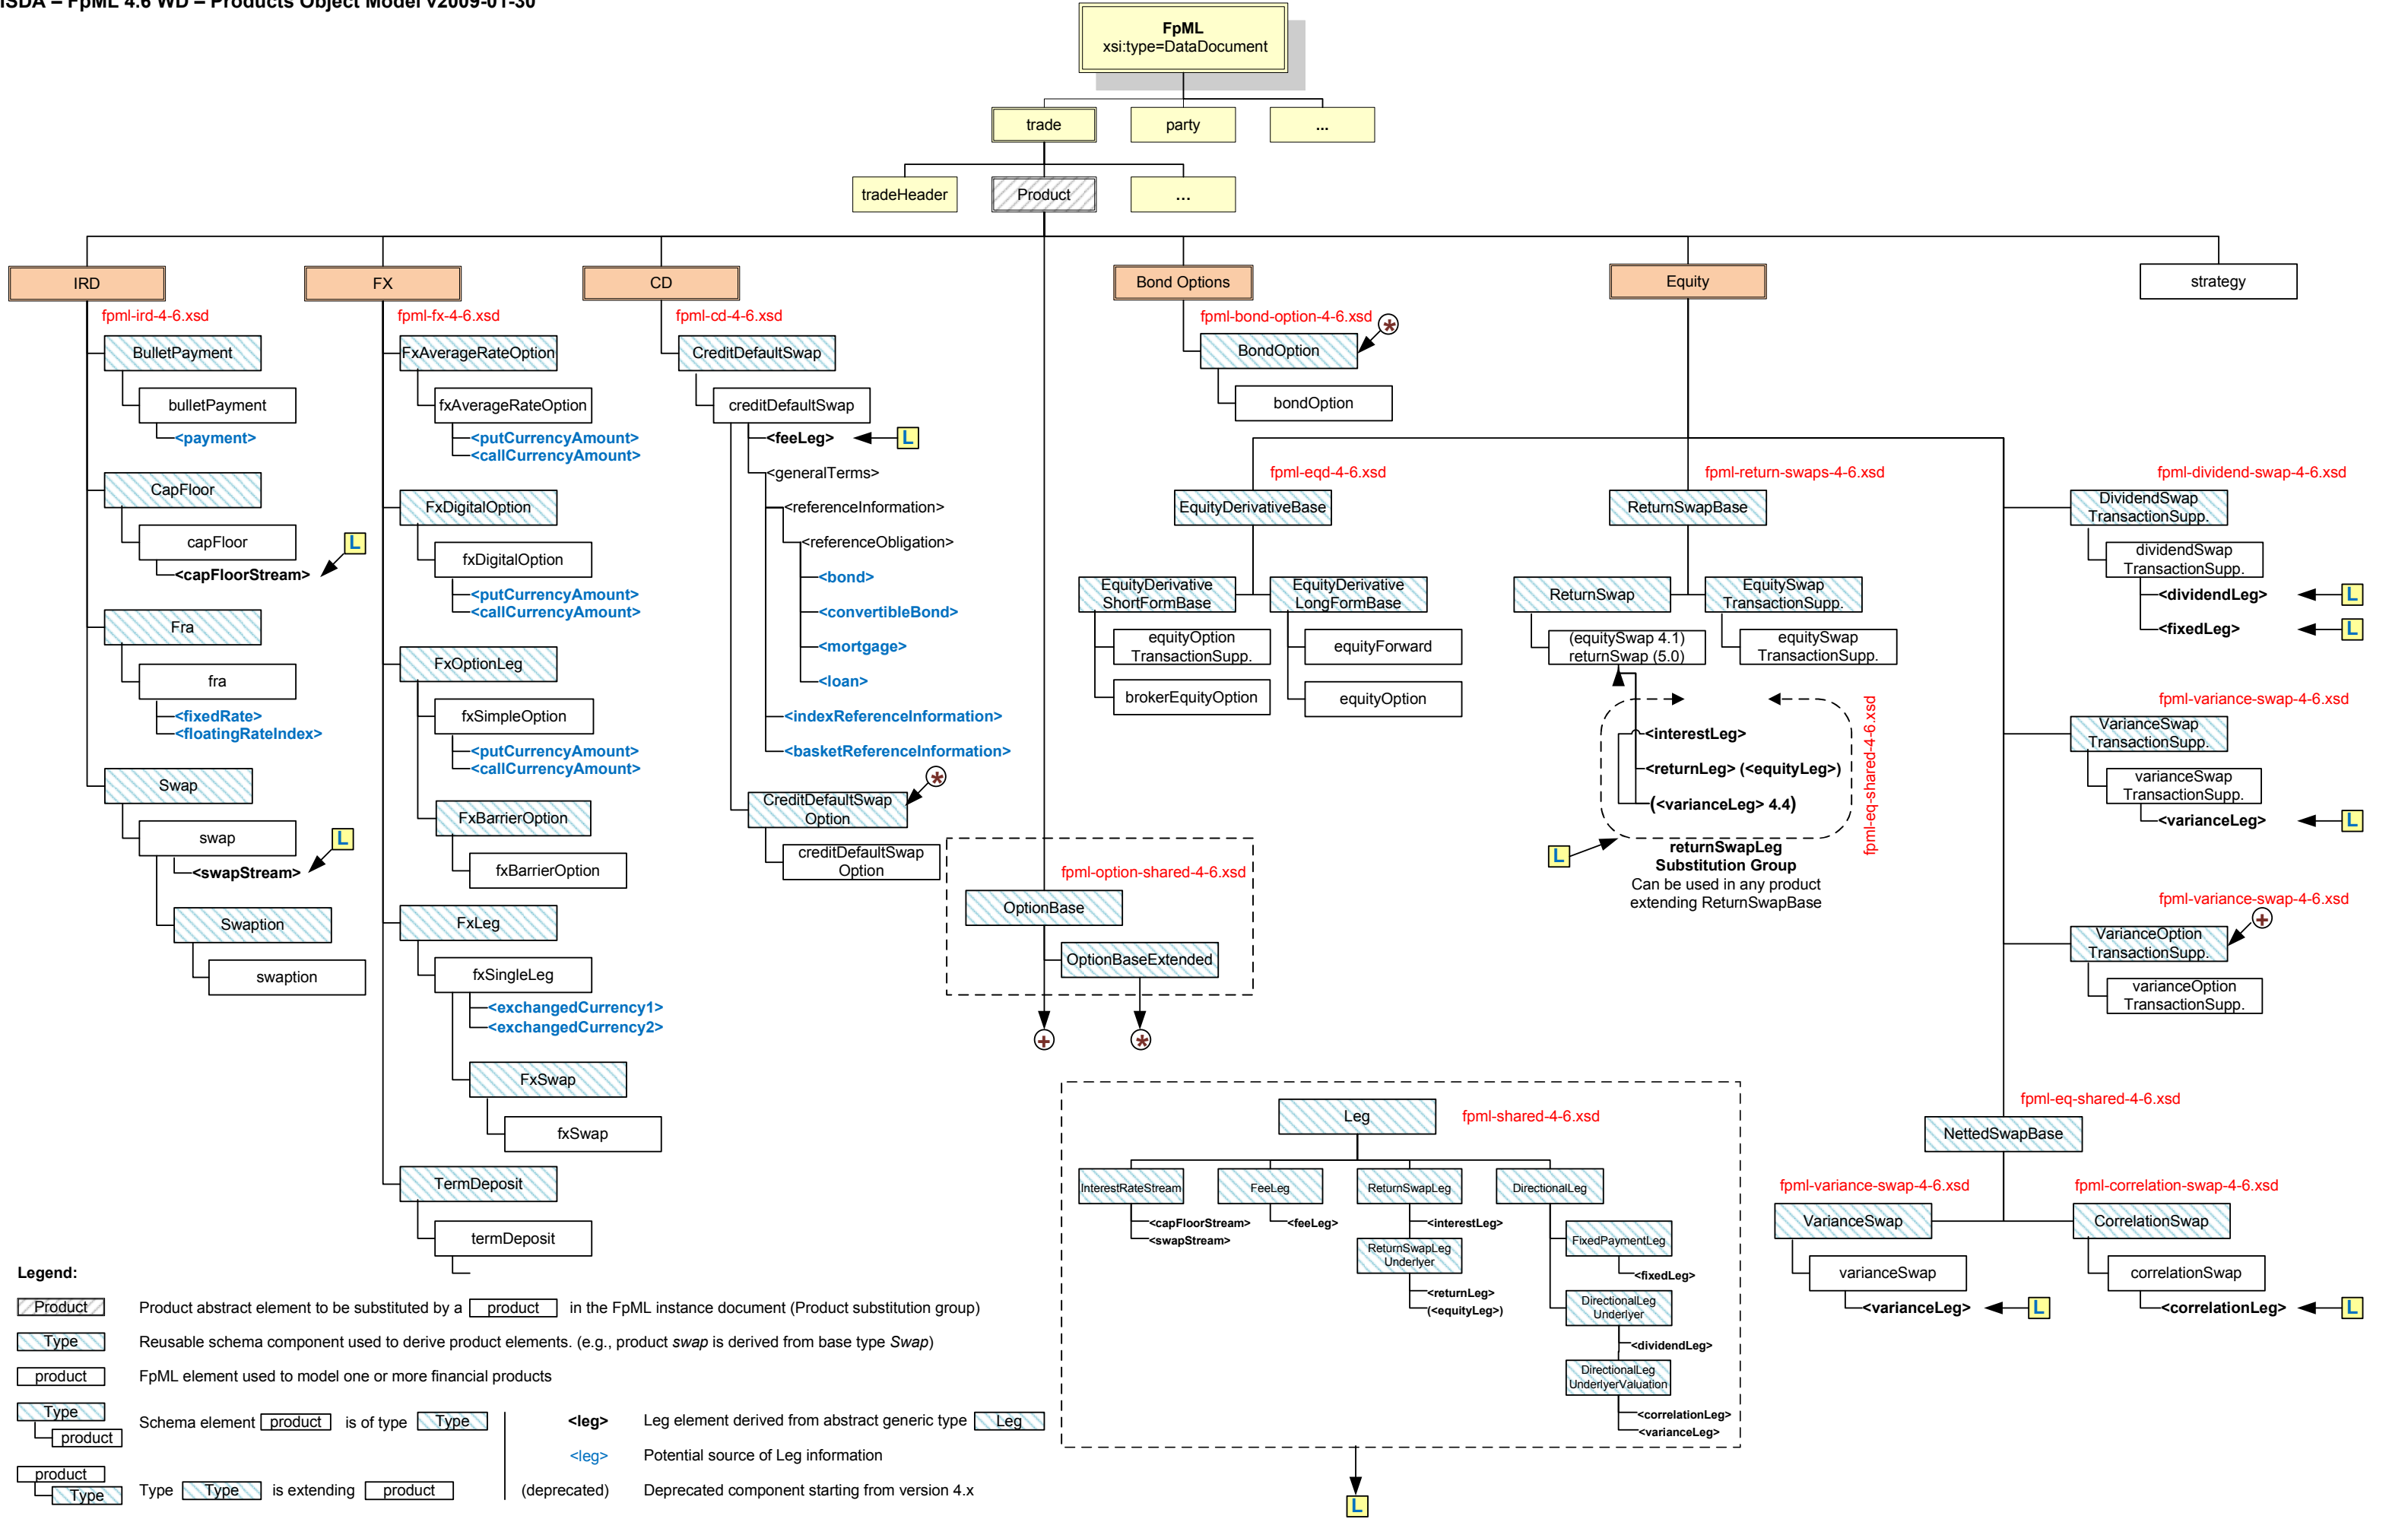 ISDA – FpML 4.6 WD – Products Object Model v2009-01-30
FpML
xsi:type=DataDocument
trade
party
...
tradeHeader
Product
...
IRD
fpml-ird-4-6.xsd
BulletPayment
bulletPayment
<payment>
CapFloor
capFloor
L
<capFloorStream>
Fra
fra
<fixedRate>
<floatingRateIndex>
Swap
swap
L
<swapStream>
Swaption
swaption
FX
fpml-fx-4-6.xsd
FxAverageRateOption
fxAverageRateOption
<putCurrencyAmount>
<callCurrencyAmount>
FxDigitalOption
fxDigitalOption
<putCurrencyAmount>
<callCurrencyAmount>
FxOptionLeg
fxSimpleOption
<putCurrencyAmount>
<callCurrencyAmount>
FxBarrierOption
fxBarrierOption
FxLeg
fxSingleLeg
<exchangedCurrency1>
<exchangedCurrency2>
FxSwap
fxSwap
TermDeposit
termDeposit
CD
fpml-cd-4-6.xsd
CreditDefaultSwap
creditDefaultSwap
<feeLeg>
L
<generalTerms>
<referenceInformation>
<referenceObligation>
<bond>
<convertibleBond>
<mortgage>
<loan>
<indexReferenceInformation>
<basketReferenceInformation>
*
CreditDefaultSwap
Option
creditDefaultSwap
Option
fpml-option-shared-4-6.xsd
OptionBase
OptionBaseExtended
+
*
Bond Options
fpml-bond-option-4-6.xsd
*
BondOption
bondOption
Equity
fpml-eqd-4-6.xsd
EquityDerivativeBase
EquityDerivative
ShortFormBase
EquityDerivative
LongFormBase
equityOption
TransactionSupp.
brokerEquityOption
equityForward
equityOption
fpml-return-swaps-4-6.xsd
ReturnSwapBase
ReturnSwap
EquitySwap
TransactionSupp.
(equitySwap 4.1)
returnSwap (5.0)
equitySwap
TransactionSupp.
<interestLeg>
<returnLeg> (<equityLeg>)
(<varianceLeg> 4.4)
fpml-eq-shared-4-6.xsd
L
returnSwapLeg
Substitution Group
Can be used in any product
extending ReturnSwapBase
strategy
fpml-dividend-swap-4-6.xsd
DividendSwap
TransactionSupp.
dividendSwap
TransactionSupp.
<dividendLeg>
L
<fixedLeg>
L
fpml-variance-swap-4-6.xsd
VarianceSwap
TransactionSupp.
varianceSwap
TransactionSupp.
<varianceLeg>
L
fpml-variance-swap-4-6.xsd
+
VarianceOption
TransactionSupp.
varianceOption
TransactionSupp.
fpml-eq-shared-4-6.xsd
NettedSwapBase
fpml-variance-swap-4-6.xsd
VarianceSwap
varianceSwap
<varianceLeg>
L
fpml-correlation-swap-4-6.xsd
CorrelationSwap
correlationSwap
<correlationLeg>
L
Leg
fpml-shared-4-6.xsd
InterestRateStream
<capFloorStream>
<swapStream>
FeeLeg
<feeLeg>
ReturnSwapLeg
<interestLeg>
ReturnSwapLeg
Underlyer
<returnLeg>
(<equityLeg>)
DirectionalLeg
FixedPaymentLeg
<fixedLeg>
DirectionalLeg
Underlyer
<dividendLeg>
DirectionalLeg
UnderlyerValuation
<correlationLeg>
<varianceLeg>
L
Legend:
Product
Product abstract element to be substituted by a product in the FpML instance document (Product substitution group)
Type
Reusable schema component used to derive product elements. (e.g., product swap is derived from base type Swap)
product
FpML element used to model one or more financial products
Type
product
Schema element product is of type Type
product
Type
Type Type is extending product
<leg> Leg element derived from abstract generic type Leg
<leg> Potential source of Leg information
(deprecated) Deprecated component starting from version 4.x